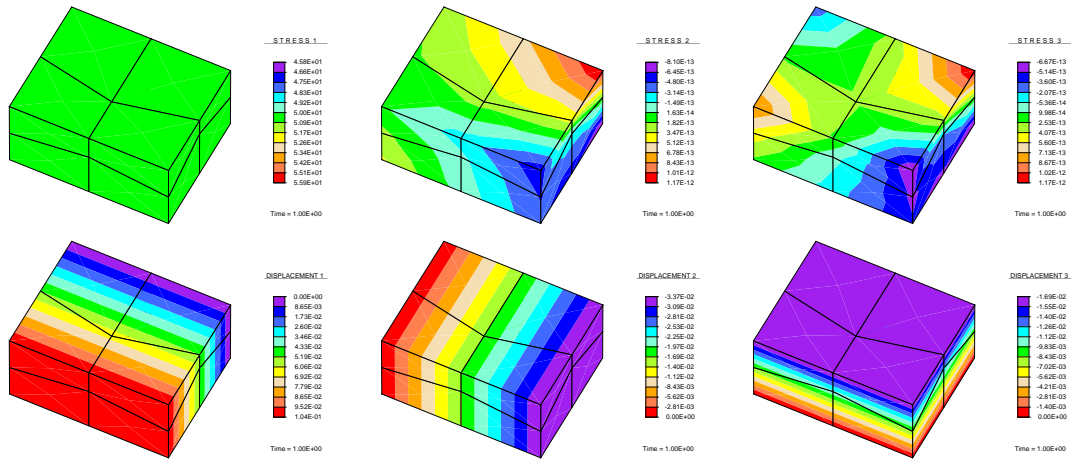 STRESS 1
4.58E+01
4.66E+01
4.75E+01
4.83E+01
4.92E+01
5.00E+01
5.09E+01
5.17E+01
5.26E+01
5.34E+01
5.42E+01
5.51E+01
5.59E+01
Time = 1.00E+00
STRESS 2
-8.10E-13
-6.45E-13
-4.80E-13
-3.14E-13
-1.49E-13
1.63E-14
1.82E-13
3.47E-13
5.12E-13
6.78E-13
8.43E-13
1.01E-12
1.17E-12
Time = 1.00E+00
STRESS 3
-6.67E-13
-5.14E-13
-3.60E-13
-2.07E-13
-5.36E-14
9.98E-14
2.53E-13
4.07E-13
5.60E-13
7.13E-13
8.67E-13
1.02E-12
1.17E-12
Time = 1.00E+00
DISPLACEMENT 1
0.00E+00
8.65E-03
1.73E-02
2.60E-02
3.46E-02
4.33E-02
5.19E-02
6.06E-02
6.92E-02
7.79E-02
8.65E-02
9.52E-02
1.04E-01
Time = 1.00E+00
DISPLACEMENT 2
-3.37E-02
-3.09E-02
-2.81E-02
-2.53E-02
-2.25E-02
-1.97E-02
-1.69E-02
-1.40E-02
-1.12E-02
-8.43E-03
-5.62E-03
-2.81E-03
0.00E+00
Time = 1.00E+00
DISPLACEMENT 3
-1.69E-02
-1.55E-02
-1.40E-02
-1.26E-02
-1.12E-02
-9.83E-03
-8.43E-03
-7.02E-03
-5.62E-03
-4.21E-03
-2.81E-03
-1.40E-03
0.00E+00
Time = 1.00E+00